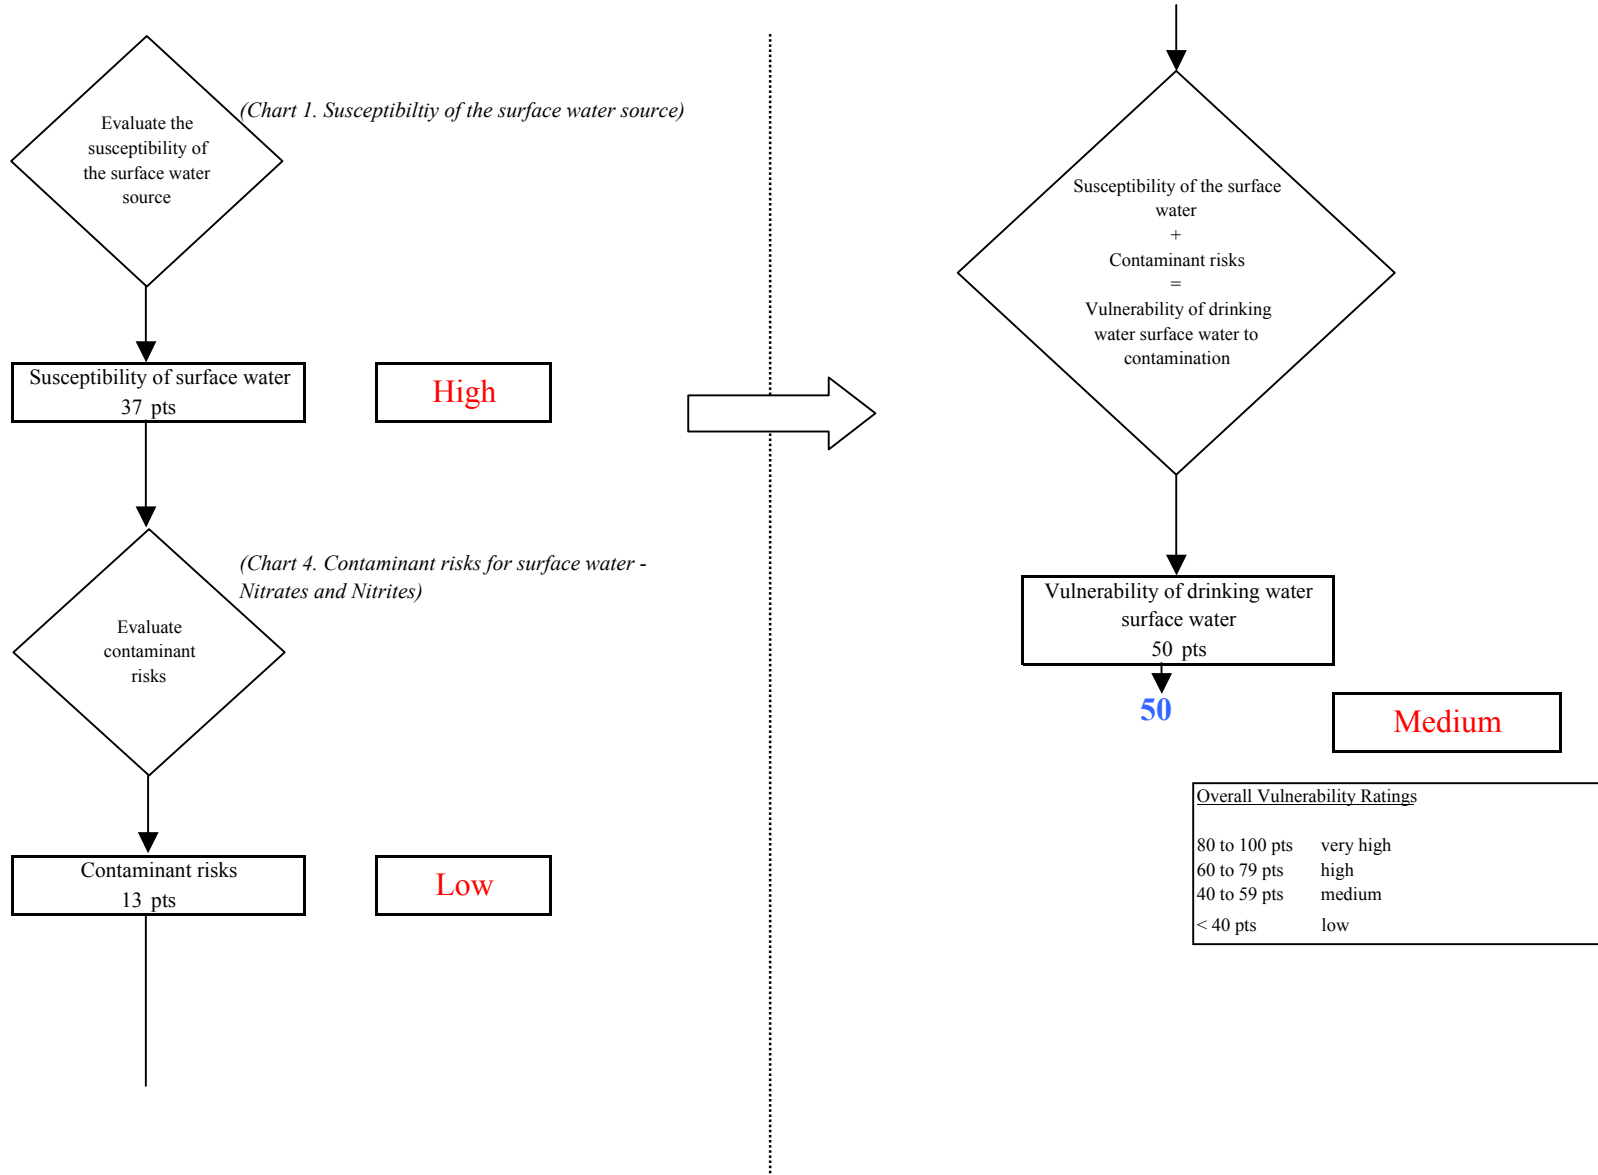 Evaluate the
susceptibility of
the surface water
source
(Chart 1. Susceptibiltiy of the surface water source)
Susceptibility of surface water
37 pts
High
(Chart 4. Contaminant risks for surface water -
Nitrates and Nitrites)
Evaluate
contaminant
risks
Contaminant risks
13 pts
Low
Susceptibility of the surface
water
+
Contaminant risks
=
Vulnerability of drinking
water surface water to
contamination
Vulnerability of drinking water
surface water
50 pts
50
Medium
Overall Vulnerability Ratings
80 to 100 pts very high
60 to 79 pts high
40 to 59 pts medium
< 40 pts low